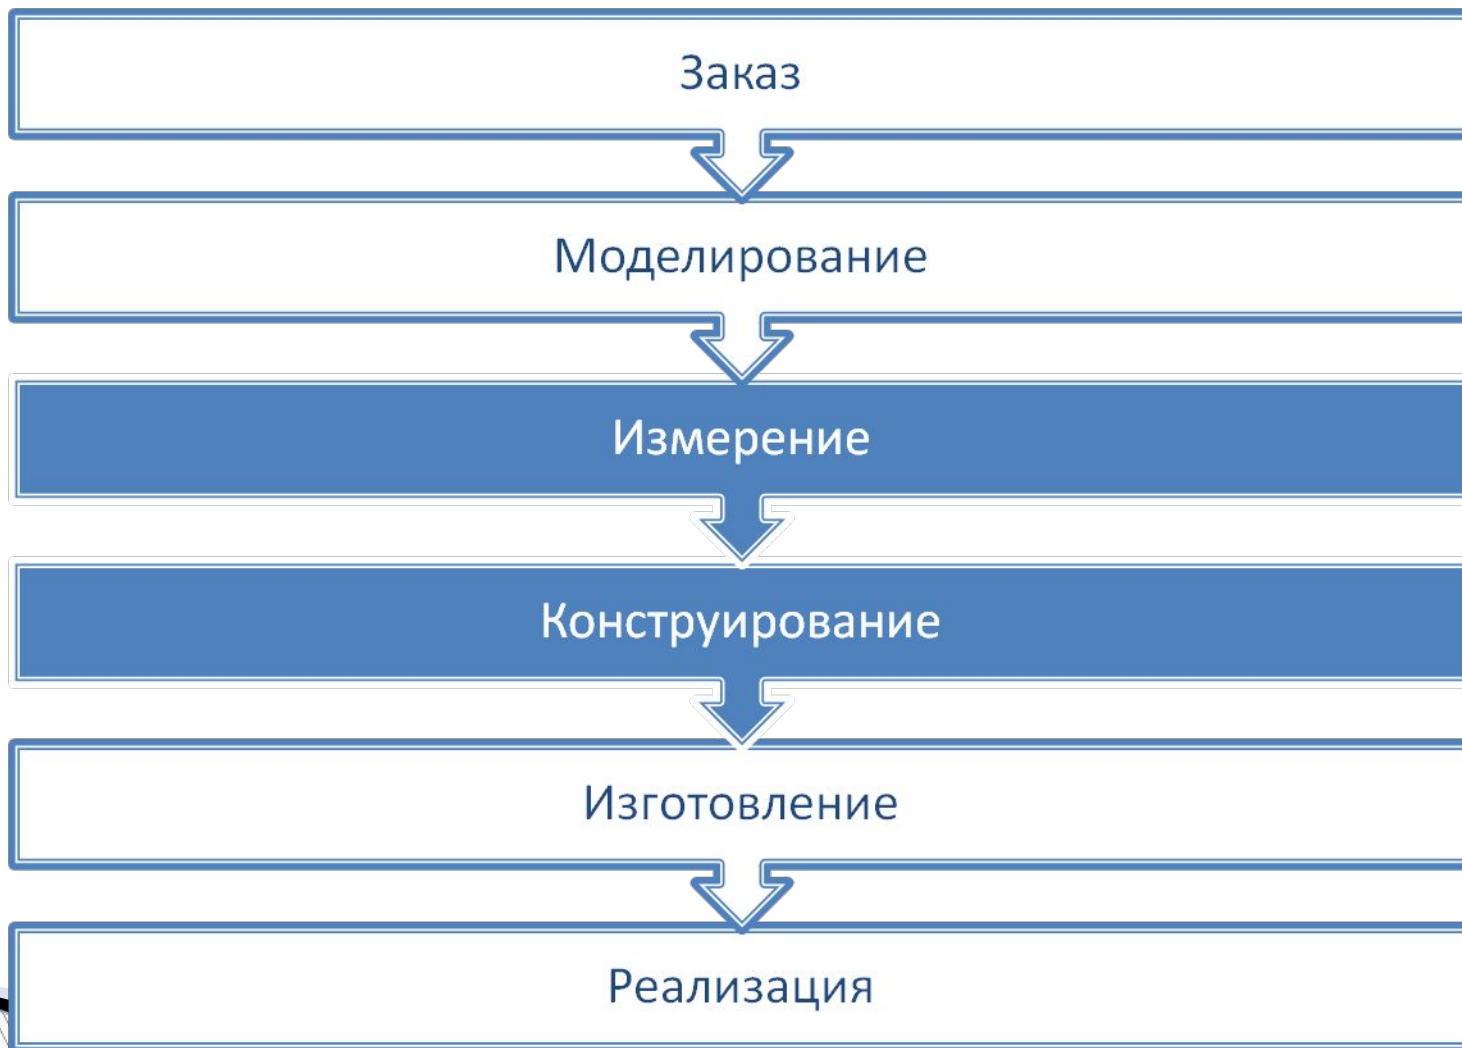 Заказ
Моделирование
Измерение
Конструирование
Изготовление
Реализация